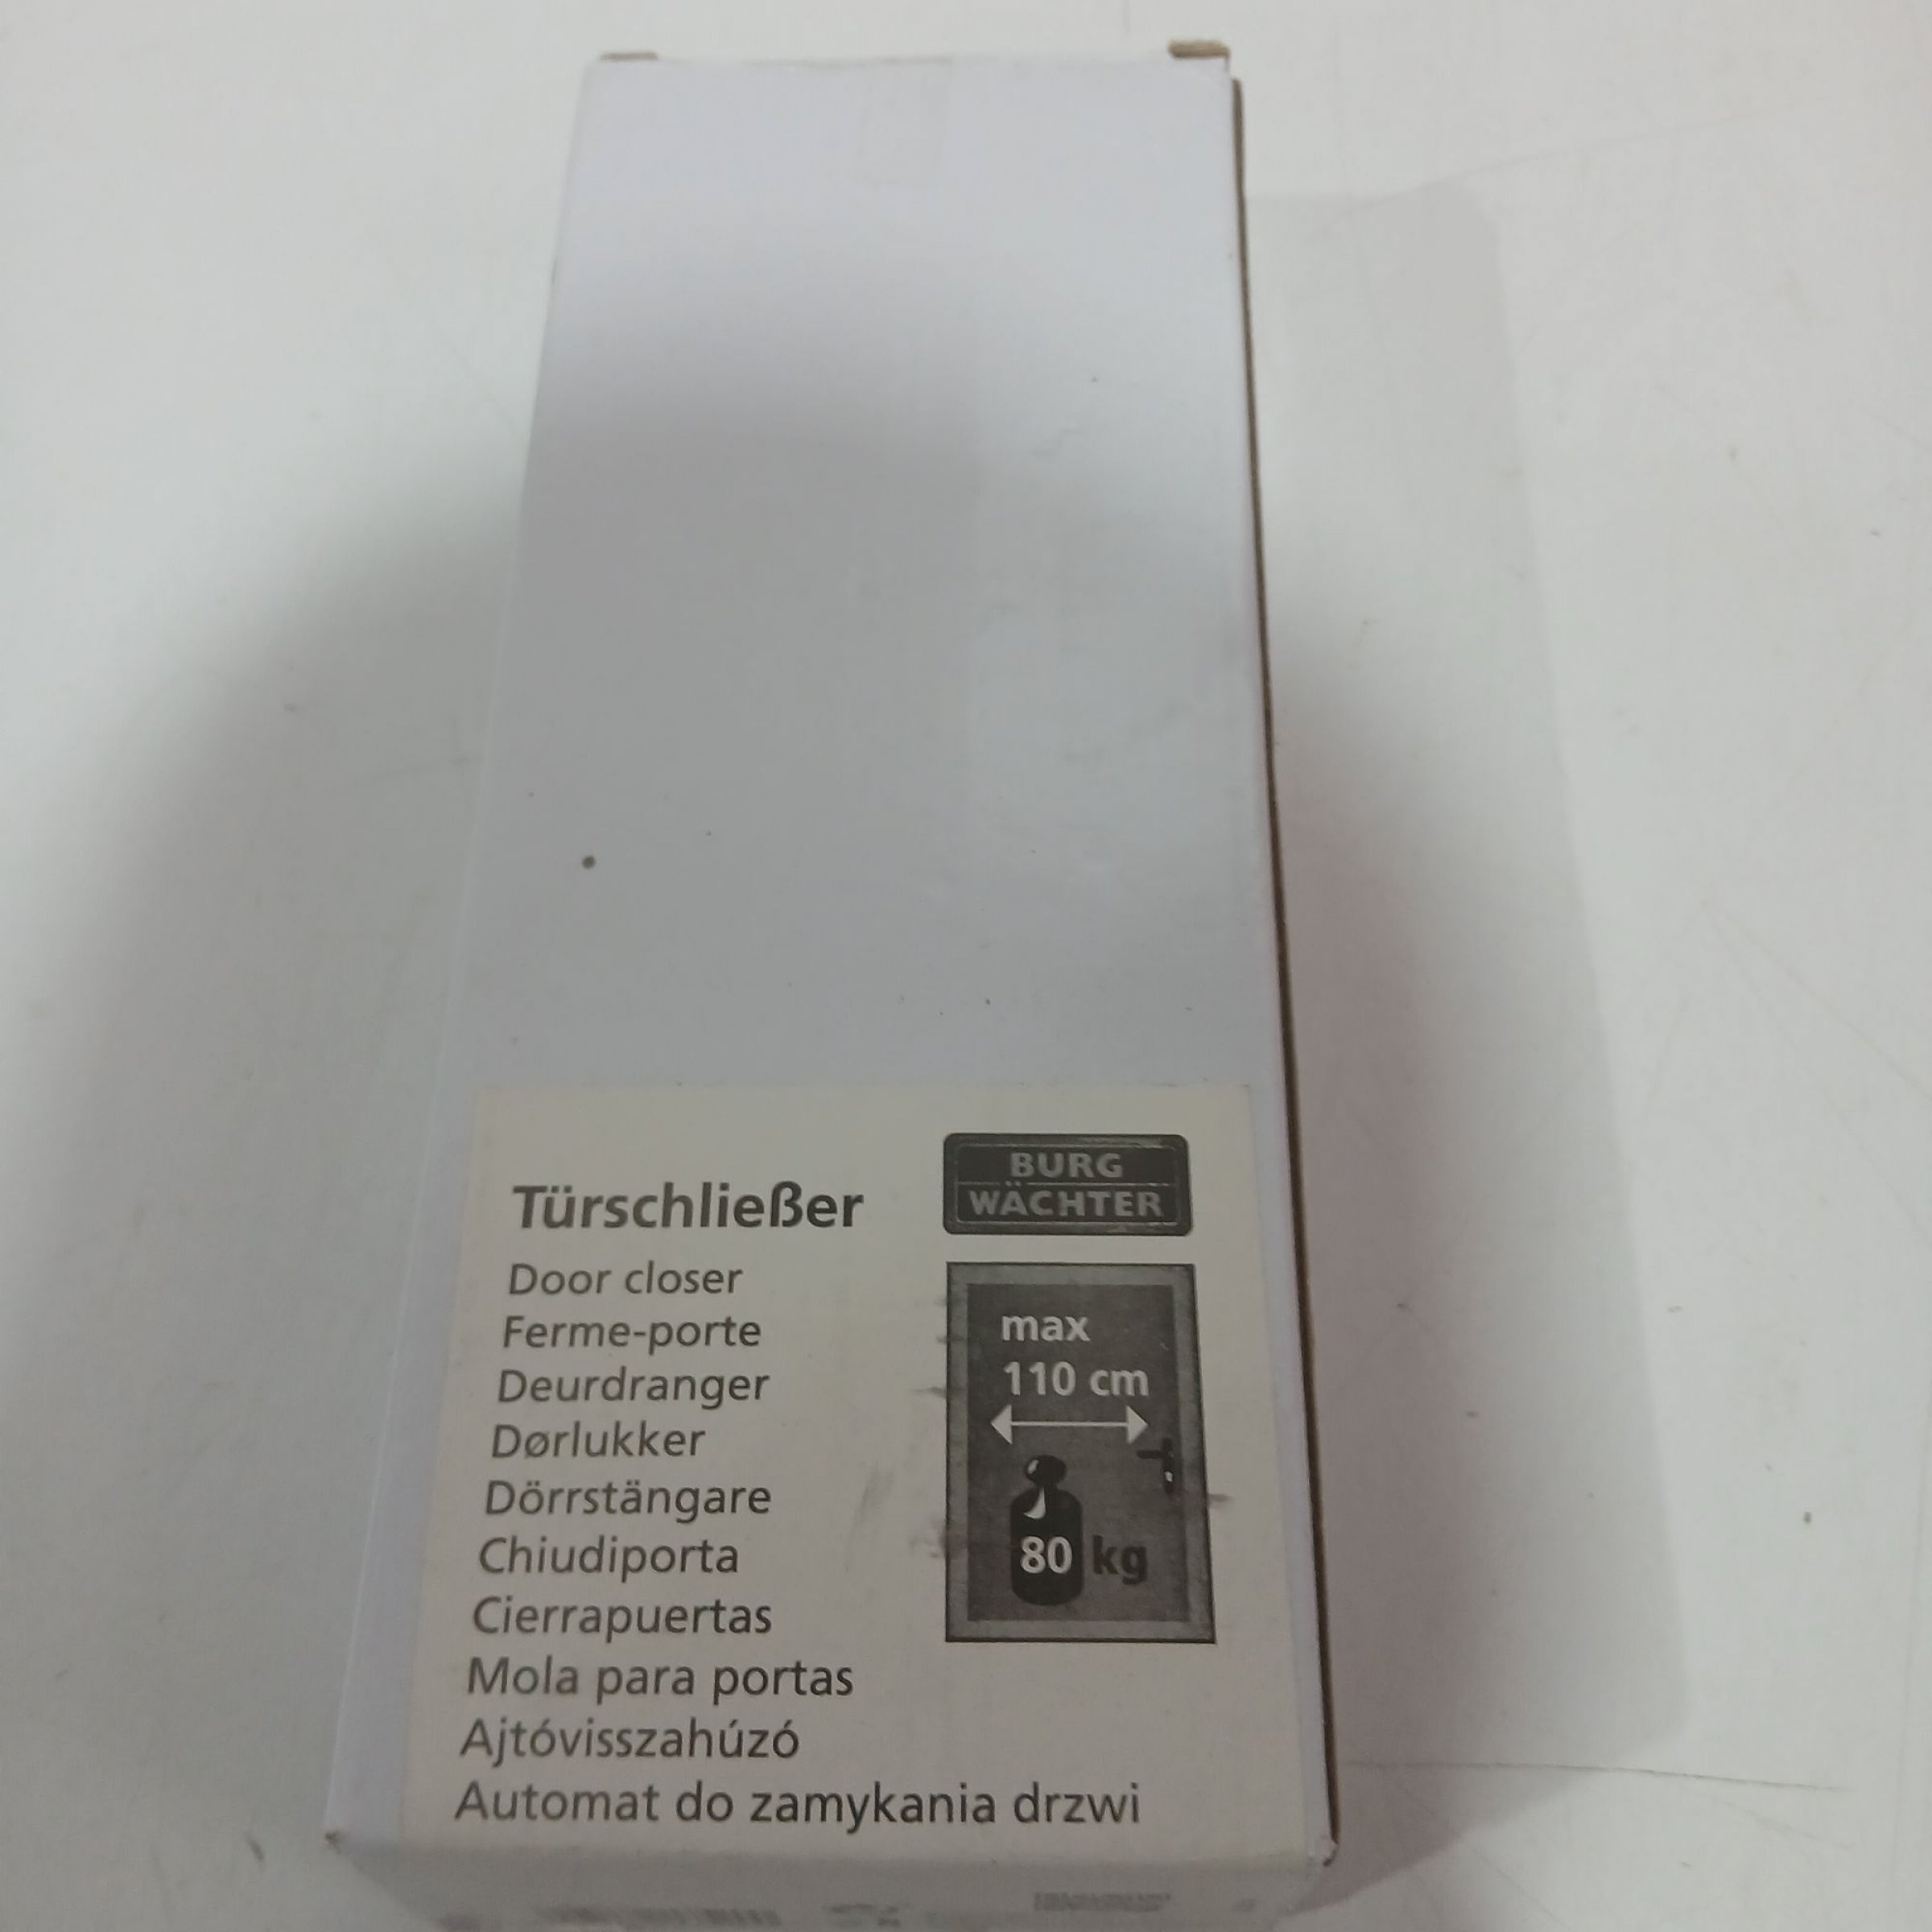 BURG
WÄCHTER
Türschließer
Door closer
Ferme-porte
Deurdranger
Dørlukker
Dörrstängare
Chiudiporta
Cierrapuertas
Mola para portas
Ajtóvisszahúzó
Automat do zamykania drzwi
max
110 cm
80 kg